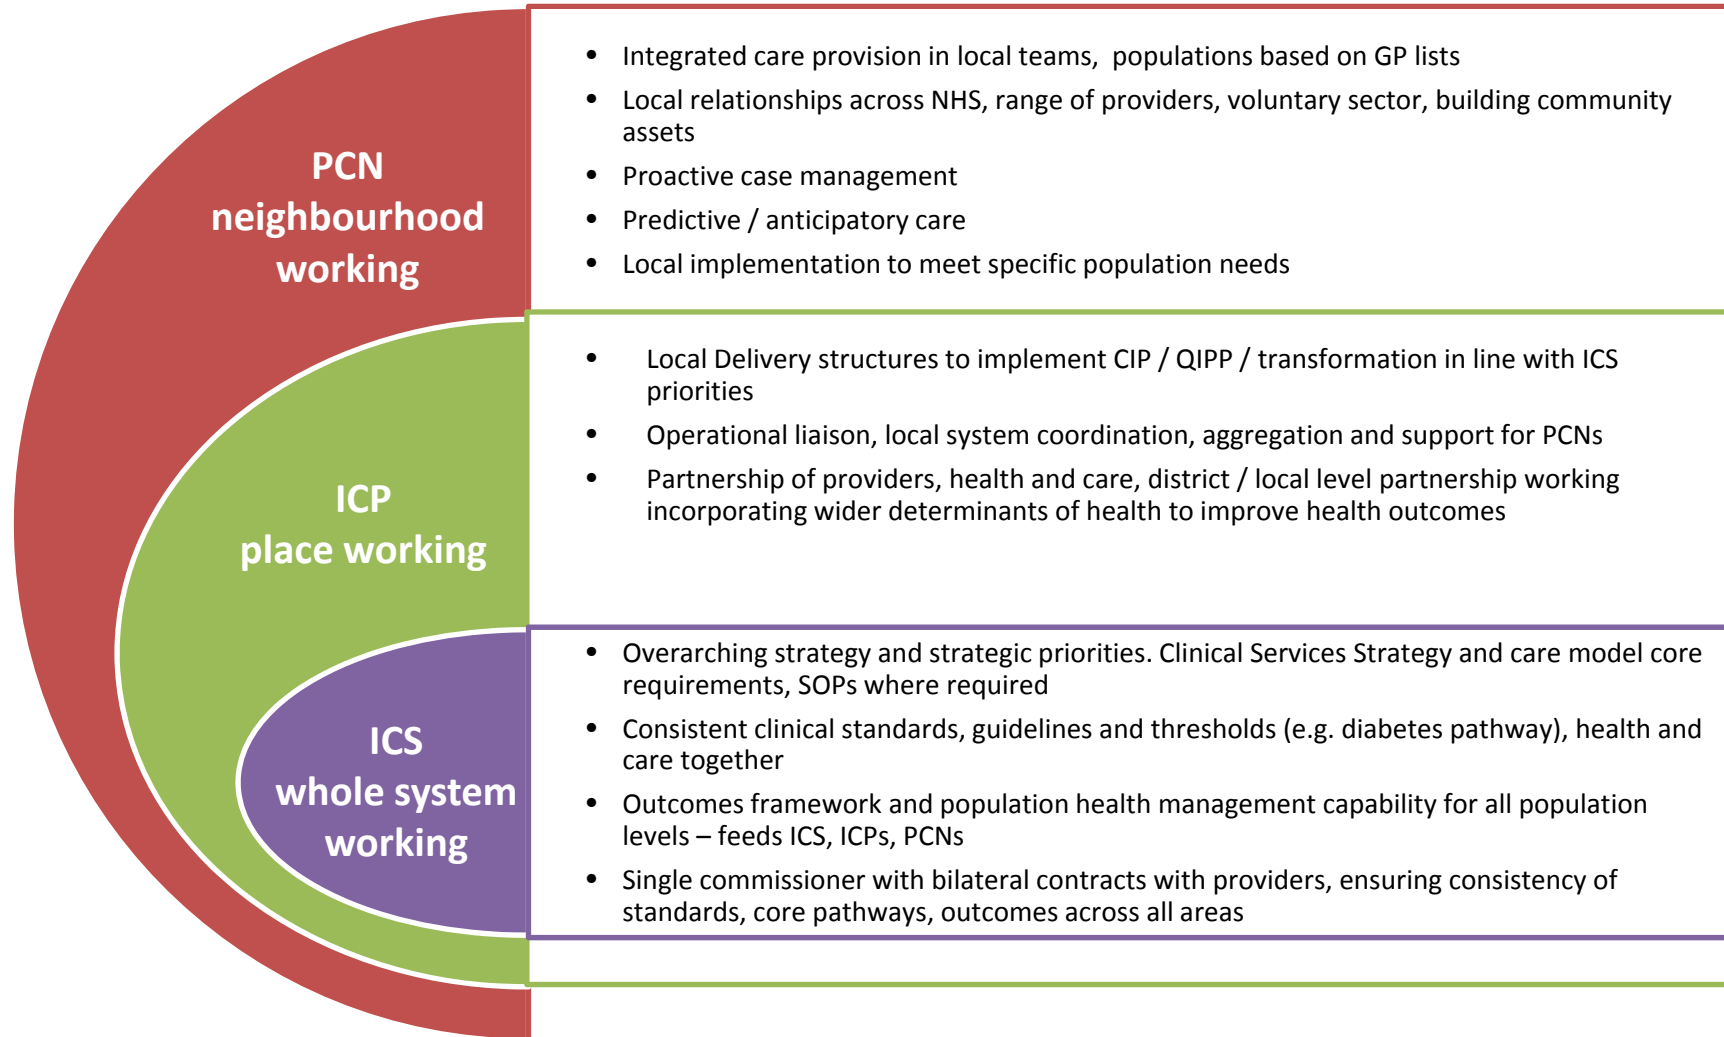 PCN
neighbourhood
working
• Integrated care provision in local teams, populations based on GP lists
• Local relationships across NHS, range of providers, voluntary sector, building community
assets
• Proactive case management
• Predictive / anticipatory care
• Local implementation to meet specific population needs
ICP
place working
• Local Delivery structures to implement CIP / QIPP / transformation in line with ICS
priorities
• Operational liaison, local system coordination, aggregation and support for PCNs
• Partnership of providers, health and care, district / local level partnership working
incorporating wider determinants of health to improve health outcomes
ICS
whole system
working
• Overarching strategy and strategic priorities. Clinical Services Strategy and care model core
requirements, SOPs where required
• Consistent clinical standards, guidelines and thresholds (e.g. diabetes pathway), health and
care together
• Outcomes framework and population health management capability for all population
levels – feeds ICS, ICPs, PCNs
• Single commissioner with bilateral contracts with providers, ensuring consistency of
standards, core pathways, outcomes across all areas